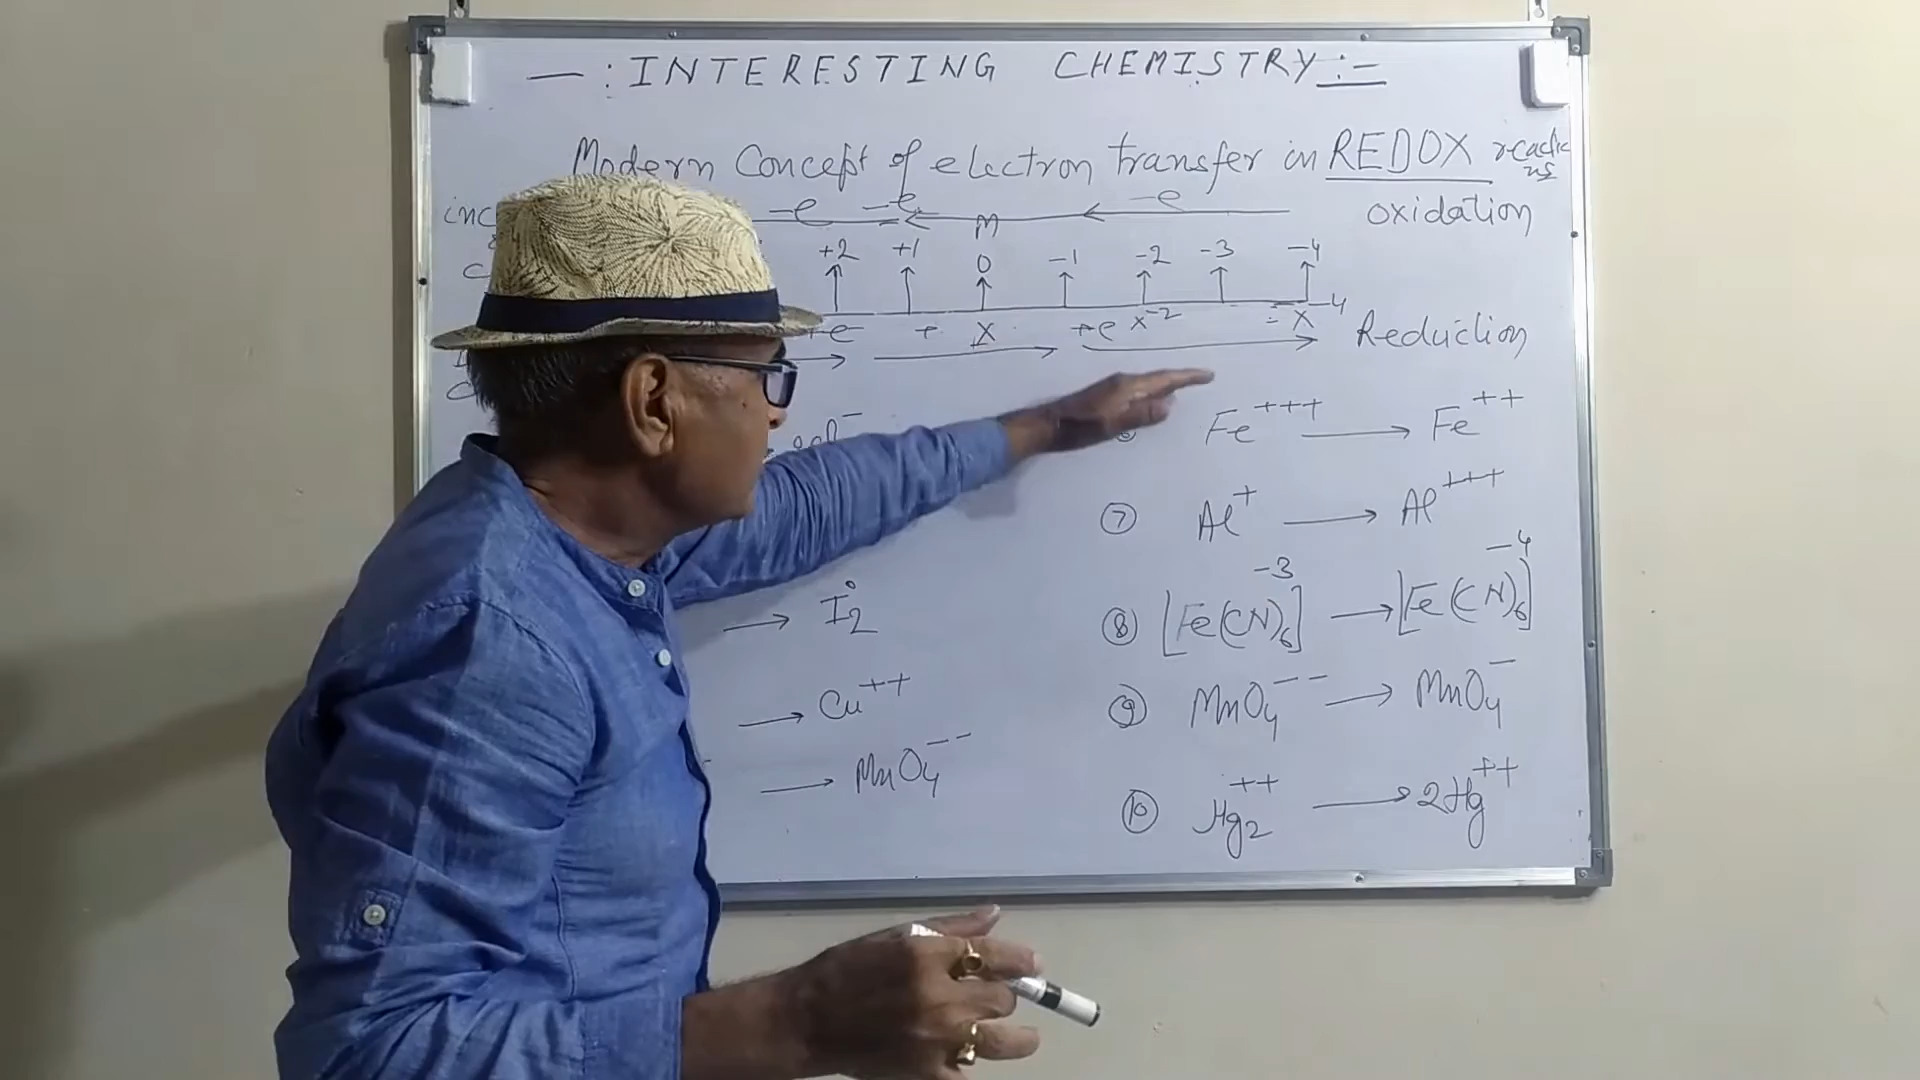 — : INTERESTING CHEMISTRY : =
Modern Concept of electron transfer in REDOX reactions
inc -e -e -e oxidation
M
+2 +1 0 -1 -2 -3 -4
+e + X +e X⁻² = X⁻⁴ Reduction
Fe⁺⁺⁺ → Fe⁺⁺
→ I₂⁰
→ Cu⁺⁺
→ MnO₄⁻⁻
⑦ Al⁺ → Al⁺⁺⁺
⑧ [Fe(CN)₆]⁻³ → [Fe(CN)₆]⁻⁴
⑨ MnO₄⁻⁻ → MnO₄⁻
⑩ Hg₂⁺⁺ → 2Hg⁺⁺